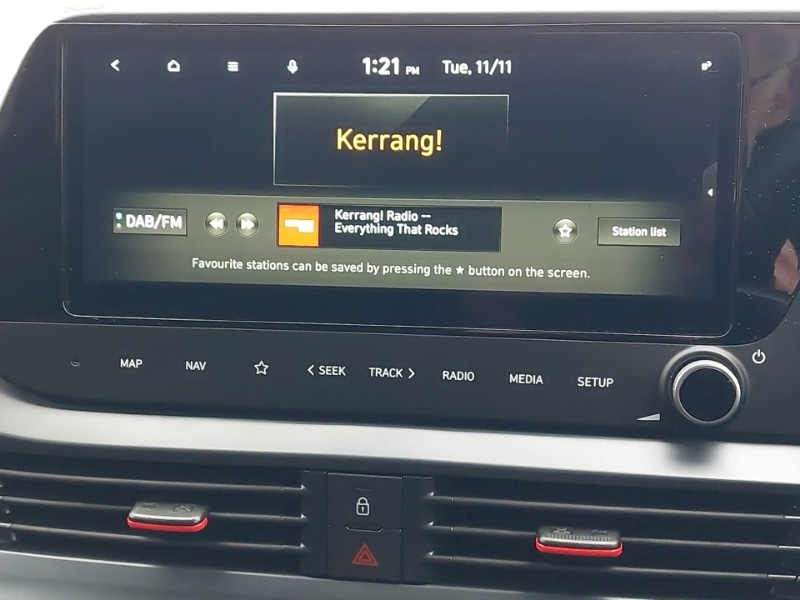 1:21 PM Tue, 11/11
Kerrang!
DAB/FM
Kerrang! Radio --
Everything That Rocks
Station list
Favourite stations can be saved by pressing the ★ button on the screen.
MAP NAV < SEEK TRACK > RADIO MEDIA SETUP